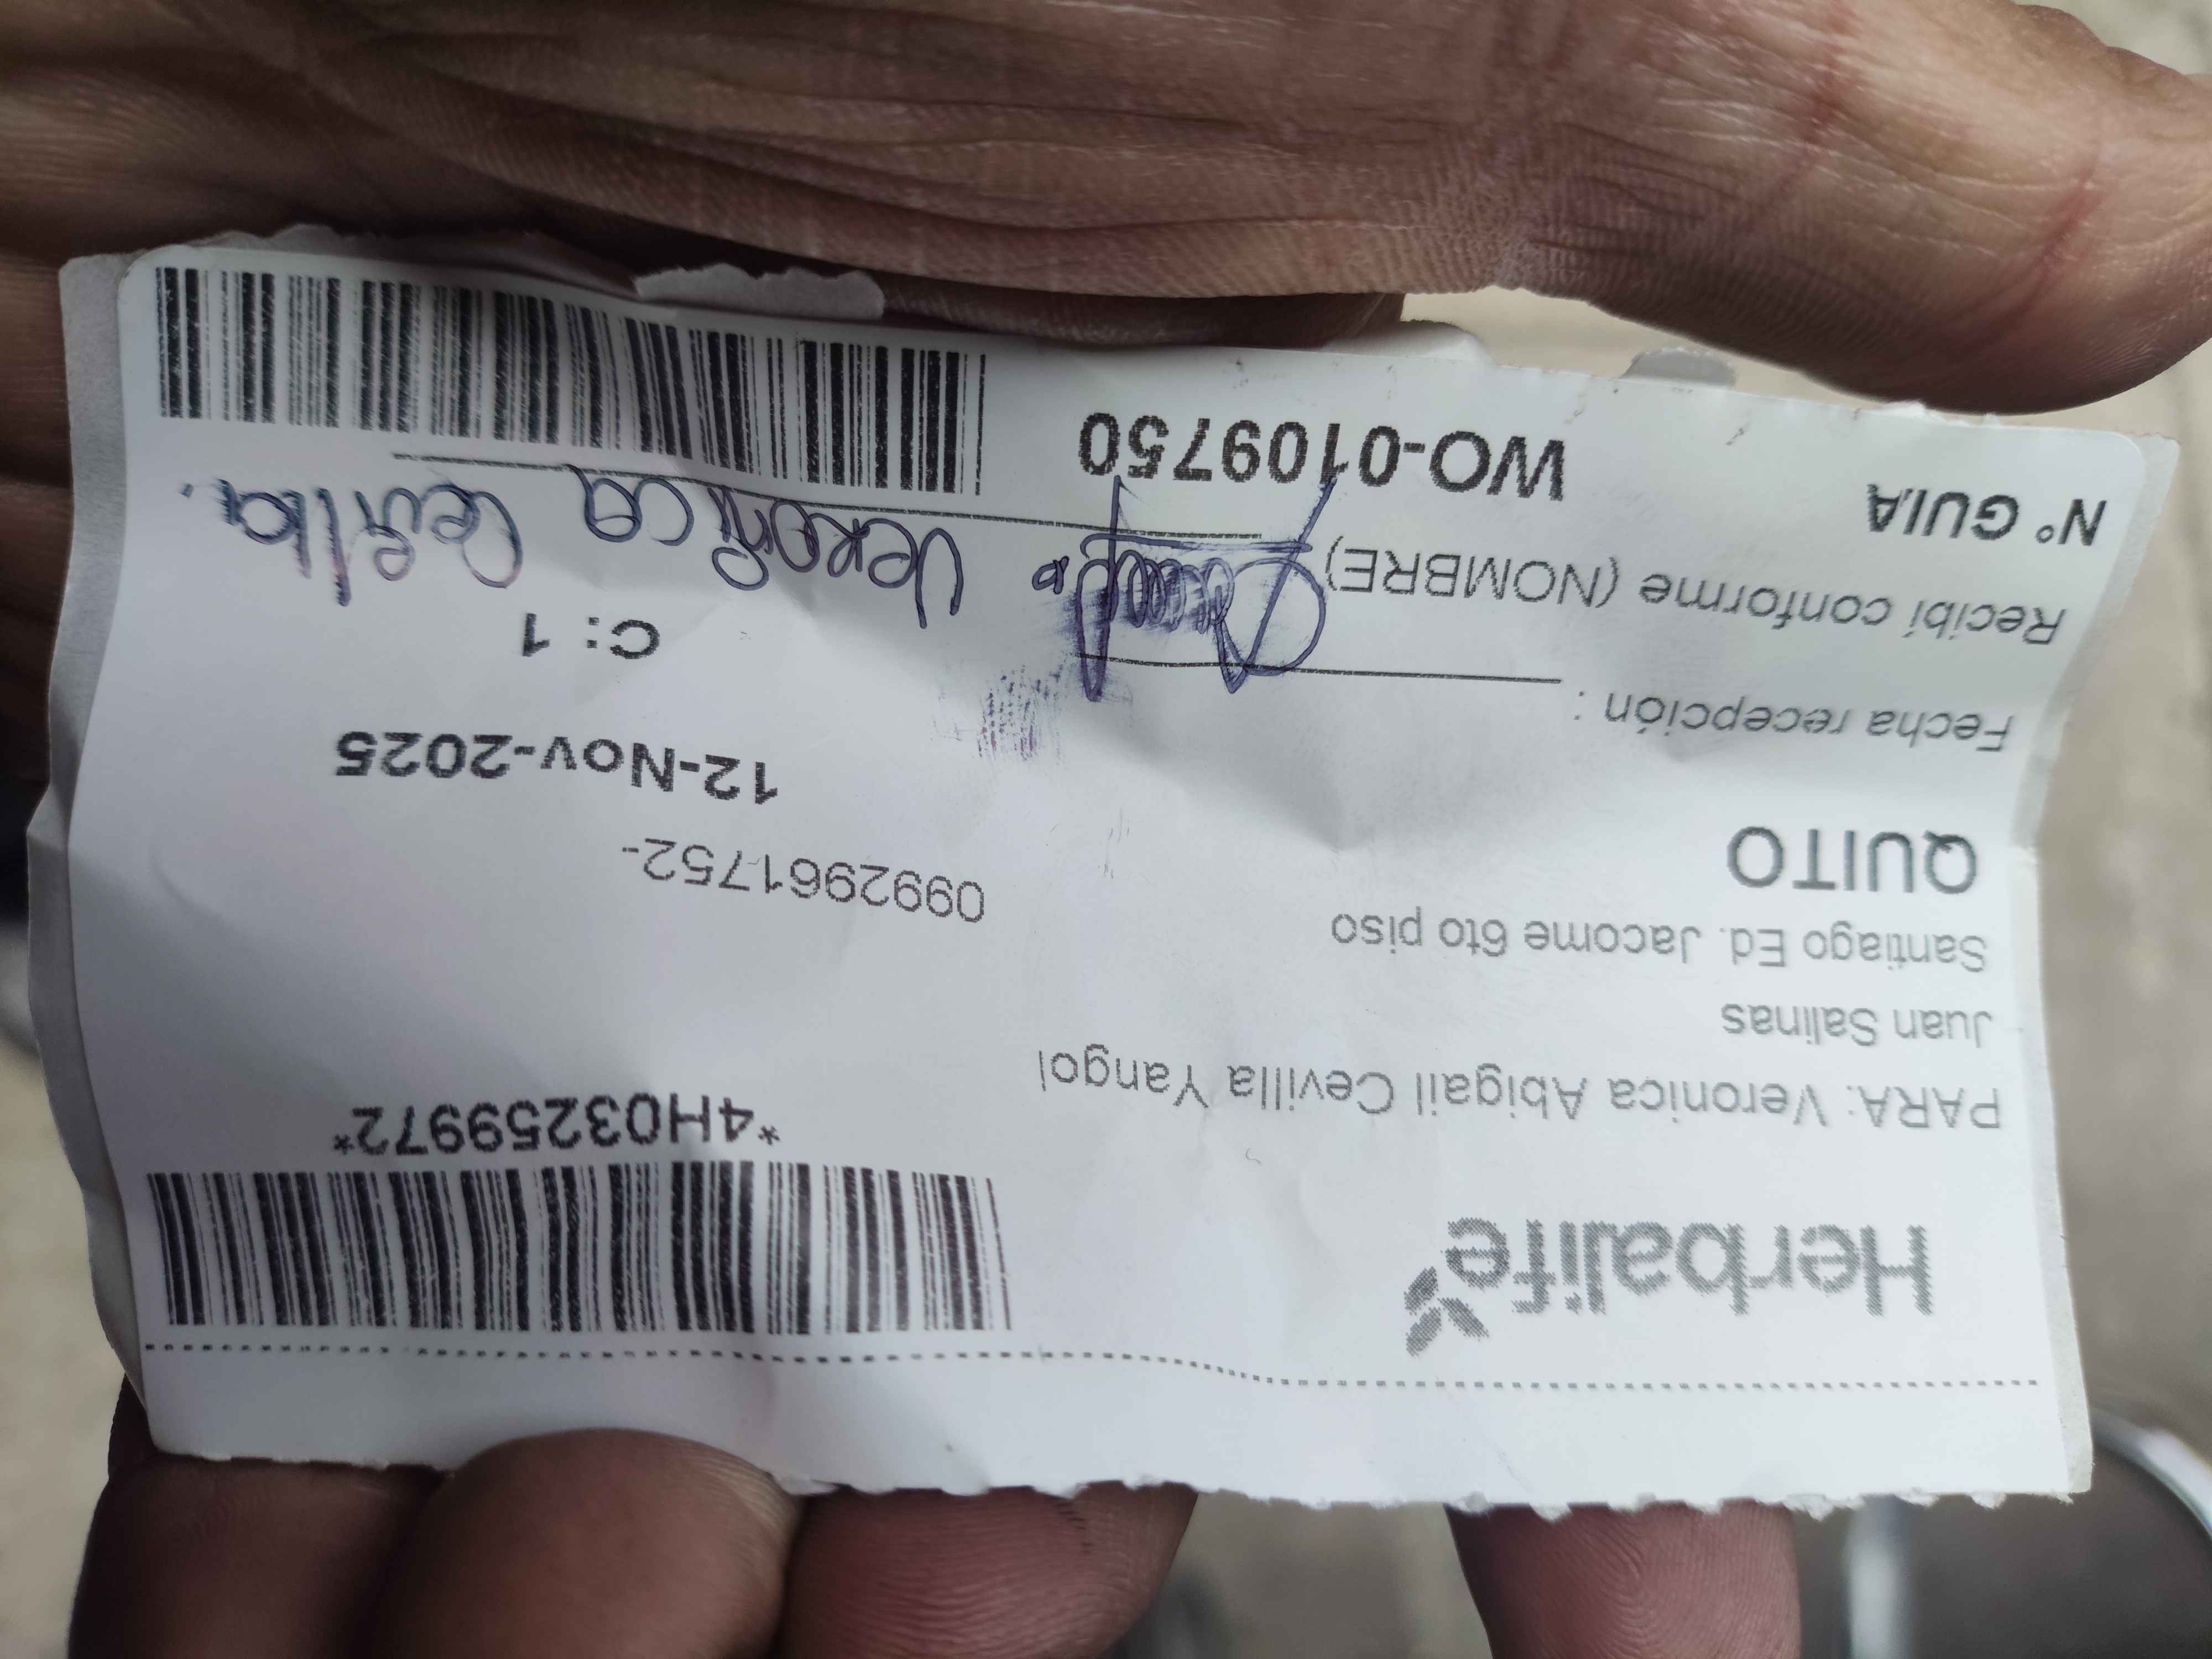 Herbalife
*4H03259972*
PARA: Veronica Abigail Cevilla Yangol
Juan Salinas
Santiago Ed. Jacome 6to piso
0992961752-
QUITO
12-Nov-2025
Fecha recepción :
C: 1
Recibí conforme (NOMBRE)
Veronica Cevilla.
N° GUIA
WO-0109750